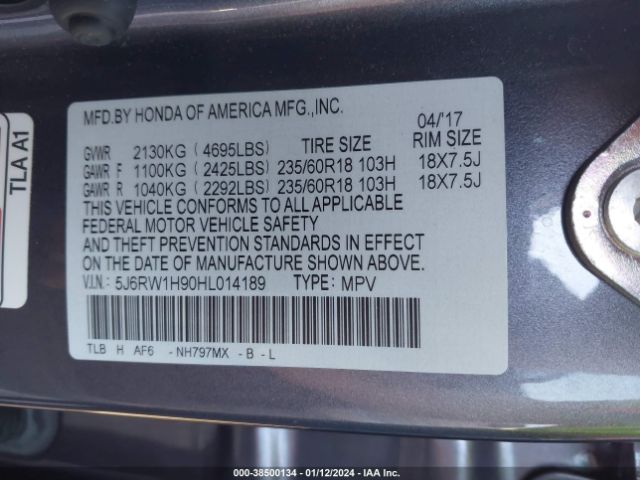 MFD.BY HONDA OF AMERICA MFG.,INC. 04/'17
TIRE SIZE RIM SIZE
GVWR 2130KG ( 4695LBS)
GAWR F 1100KG ( 2425LBS) 235/60R18 103H 18X7.5J
GAWR R 1040KG ( 2292LBS) 235/60R18 103H 18X7.5J
THIS VEHICLE CONFORMS TO ALL APPLICABLE
FEDERAL MOTOR VEHICLE SAFETY
AND THEFT PREVENTION STANDARDS IN EFFECT
ON THE DATE OF MANUFACTURE SHOWN ABOVE.
V.I.N.: 5J6RW1H90HL014189 TYPE: MPV
TLB H AF6 - NH797MX - B - L
TLA A1
000-38500134 - 01/12/2024 - IAA Inc.